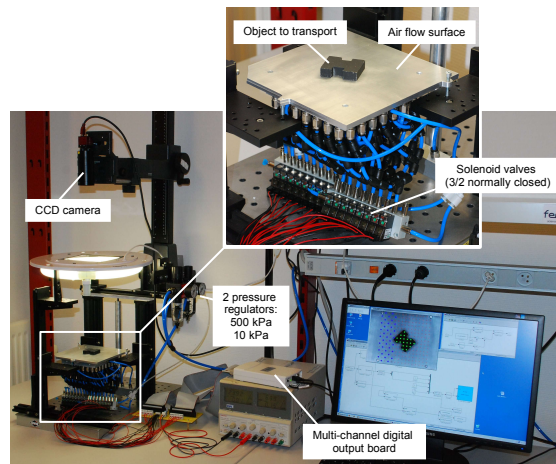 Object to transport
Air flow surface
Solenoid valves
(3/2 normally closed)
CCD camera
2 pressure
regulators:
500 kPa
10 kPa
Multi-channel digital
output board